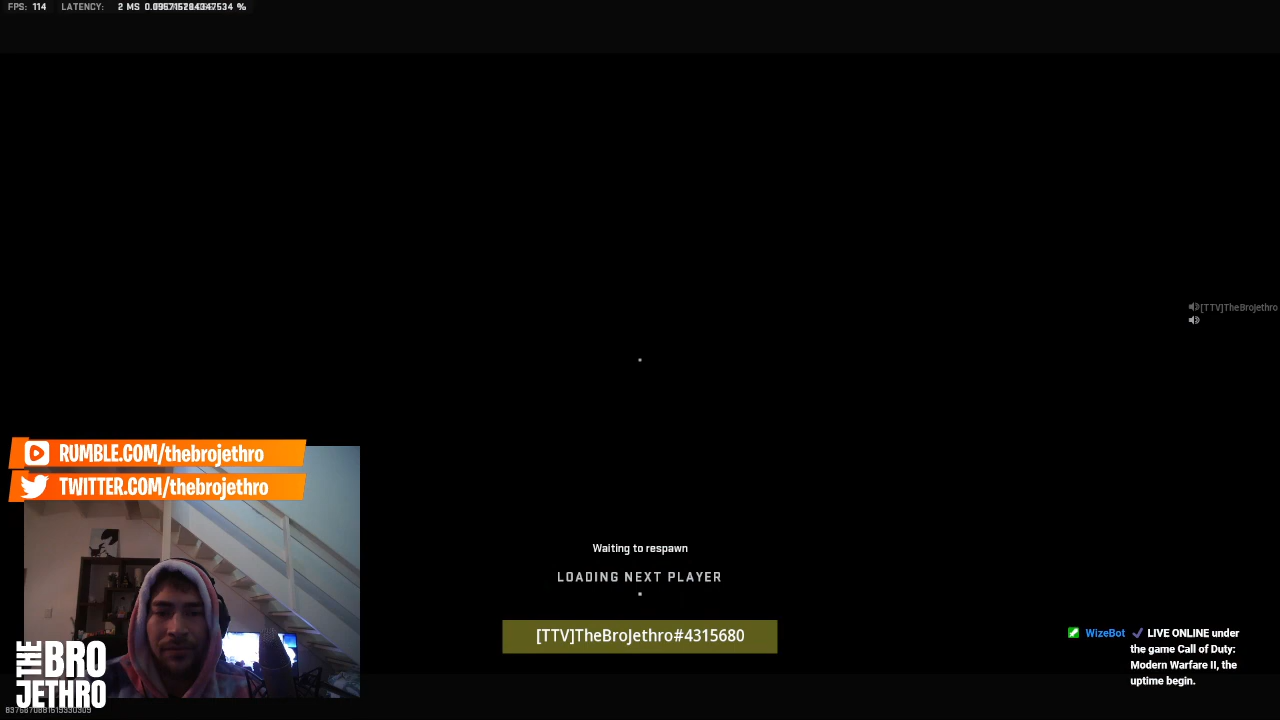 FPS: 114 LATENCY: 2 MS
[TTV]TheBroJethro
RUMBLE.COM/thebrojethro
TWITTER.COM/thebrojethro
Waiting to respawn
LOADING NEXT PLAYER
[TTV]TheBroJethro#4315680
WizeBot LIVE ONLINE under
the game Call of Duty:
Modern Warfare II, the
uptime begin.
THE BRO
JETHRO